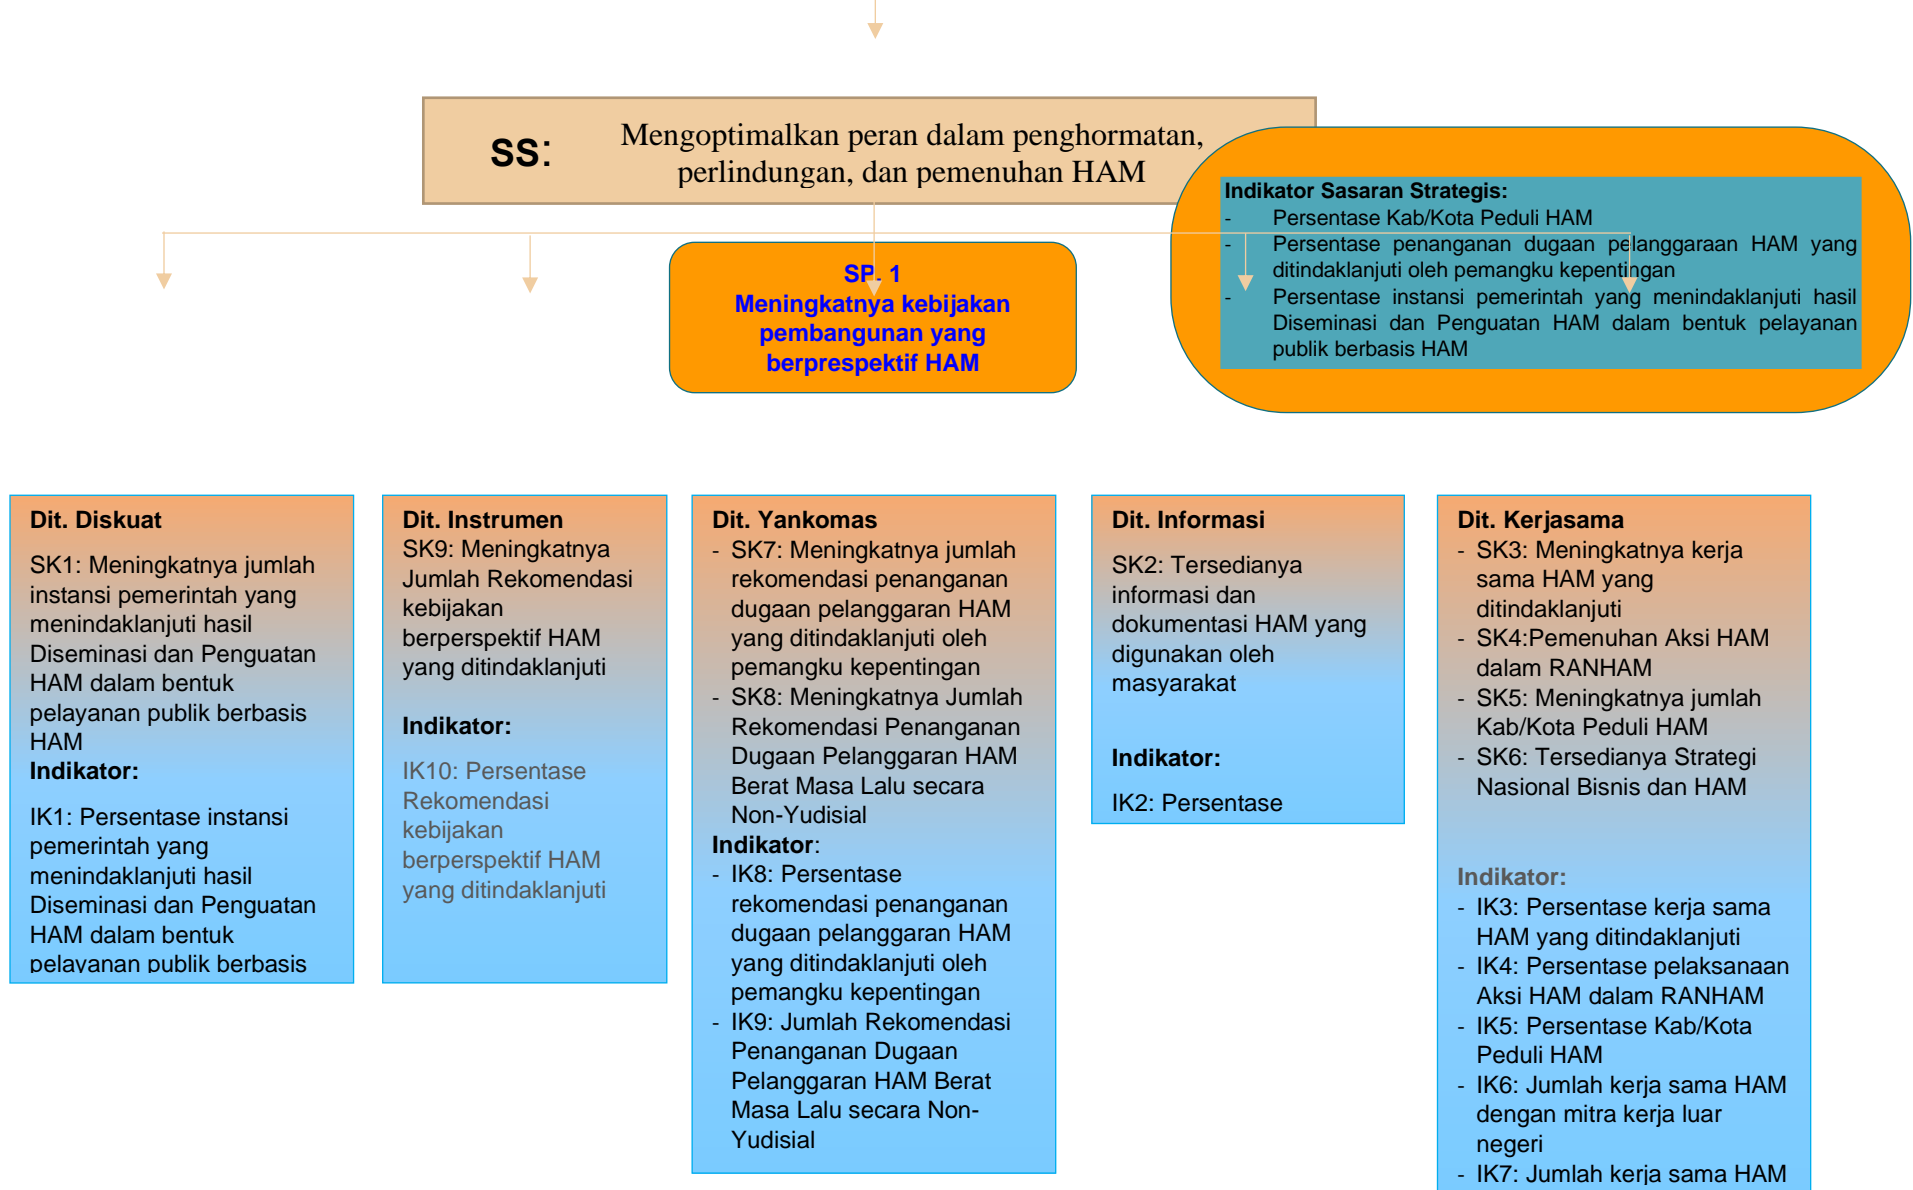 SS:
Mengoptimalkan peran dalam penghormatan,
perlindungan, dan pemenuhan HAM
Indikator Sasaran Strategis:
- Persentase Kab/Kota Peduli HAM
- Persentase penanganan dugaan pelanggaraan HAM yang
ditindaklanjuti oleh pemangku kepentingan
- Persentase instansi pemerintah yang menindaklanjuti hasil
Diseminasi dan Penguatan HAM dalam bentuk pelayanan
publik berbasis HAM
SP. 1
Meningkatnya kebijakan
pembangunan yang
berprespektif HAM
Dit. Diskuat
SK1: Meningkatnya jumlah
instansi pemerintah yang
menindaklanjuti hasil
Diseminasi dan Penguatan
HAM dalam bentuk
pelayanan publik berbasis
HAM
Indikator:
IK1: Persentase instansi
pemerintah yang
menindaklanjuti hasil
Diseminasi dan Penguatan
HAM dalam bentuk
pelayanan publik berbasis
Dit. Instrumen
SK9: Meningkatnya
Jumlah Rekomendasi
kebijakan
berperspektif HAM
yang ditindaklanjuti
Indikator:
IK10: Persentase
Rekomendasi
kebijakan
berperspektif HAM
yang ditindaklanjuti
Dit. Yankomas
- SK7: Meningkatnya jumlah
rekomendasi penanganan
dugaan pelanggaran HAM
yang ditindaklanjuti oleh
pemangku kepentingan
- SK8: Meningkatnya Jumlah
Rekomendasi Penanganan
Dugaan Pelanggaran HAM
Berat Masa Lalu secara
Non-Yudisial
Indikator:
- IK8: Persentase
rekomendasi penanganan
dugaan pelanggaran HAM
yang ditindaklanjuti oleh
pemangku kepentingan
- IK9: Jumlah Rekomendasi
Penanganan Dugaan
Pelanggaran HAM Berat
Masa Lalu secara Non-
Yudisial
Dit. Informasi
SK2: Tersedianya
informasi dan
dokumentasi HAM yang
digunakan oleh
masyarakat
Indikator:
IK2: Persentase
Dit. Kerjasama
- SK3: Meningkatnya kerja
sama HAM yang
ditindaklanjuti
- SK4:Pemenuhan Aksi HAM
dalam RANHAM
- SK5: Meningkatnya jumlah
Kab/Kota Peduli HAM
- SK6: Tersedianya Strategi
Nasional Bisnis dan HAM
Indikator:
- IK3: Persentase kerja sama
HAM yang ditindaklanjuti
- IK4: Persentase pelaksanaan
Aksi HAM dalam RANHAM
- IK5: Persentase Kab/Kota
Peduli HAM
- IK6: Jumlah kerja sama HAM
dengan mitra kerja luar
negeri
- IK7: Jumlah kerja sama HAM